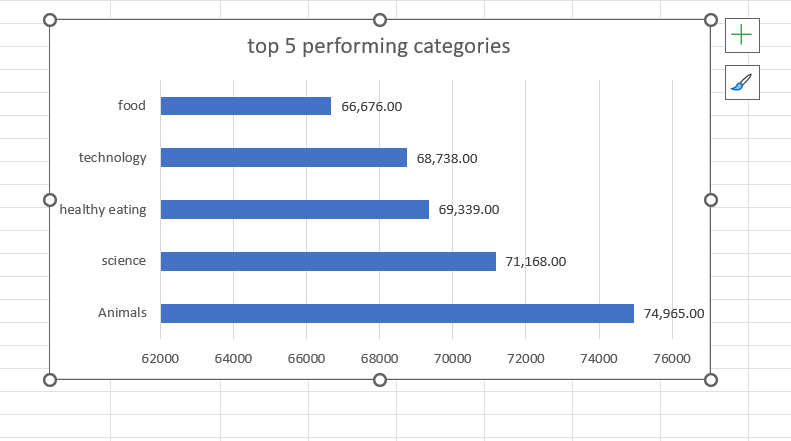 top 5 performing categories
food 66,676.00
technology 68,738.00
healthy eating 69,339.00
science 71,168.00
Animals 74,965.00
62000 64000 66000 68000 70000 72000 74000 76000